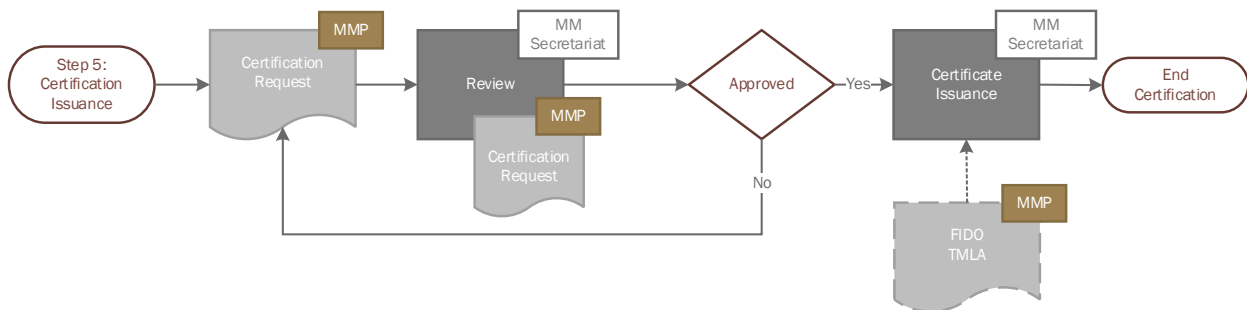 Step 5:
Certification
Issuance
MMP
Certification
Request
MM
Secretariat
Review
MMP
Certification
Request
Approved
Yes
No
MM
Secretariat
Certificate
Issuance
End
Certification
MMP
FIDO
TMLA